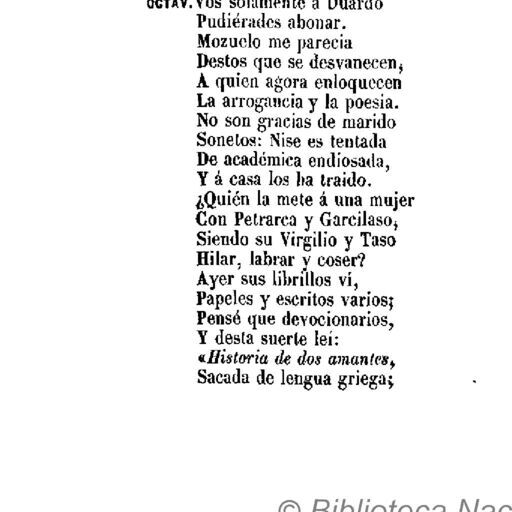 OCTAV. Vos solamente á Duardo
Pudiérades abonar.
Mozuelo me parecia
Destos que se desvanecen,
A quien agora enloquecen
La arrogancia y la poesia.
No son gracias de marido
Sonetos: Nise es tentada
De académica endiosada,
Y á casa los ha traido.
¿Quién la mete á una mujer
Con Petrarca y Garcilaso,
Siendo su Virgilio y Taso
Hilar, labrar y coser?
Ayer sus librillos ví,
Papeles y escritos varios;
Pensé que devocionarios,
Y desta suerte leí:
«Historia de dos amantes,
Sacada de lengua griega;
© Biblioteca Nac